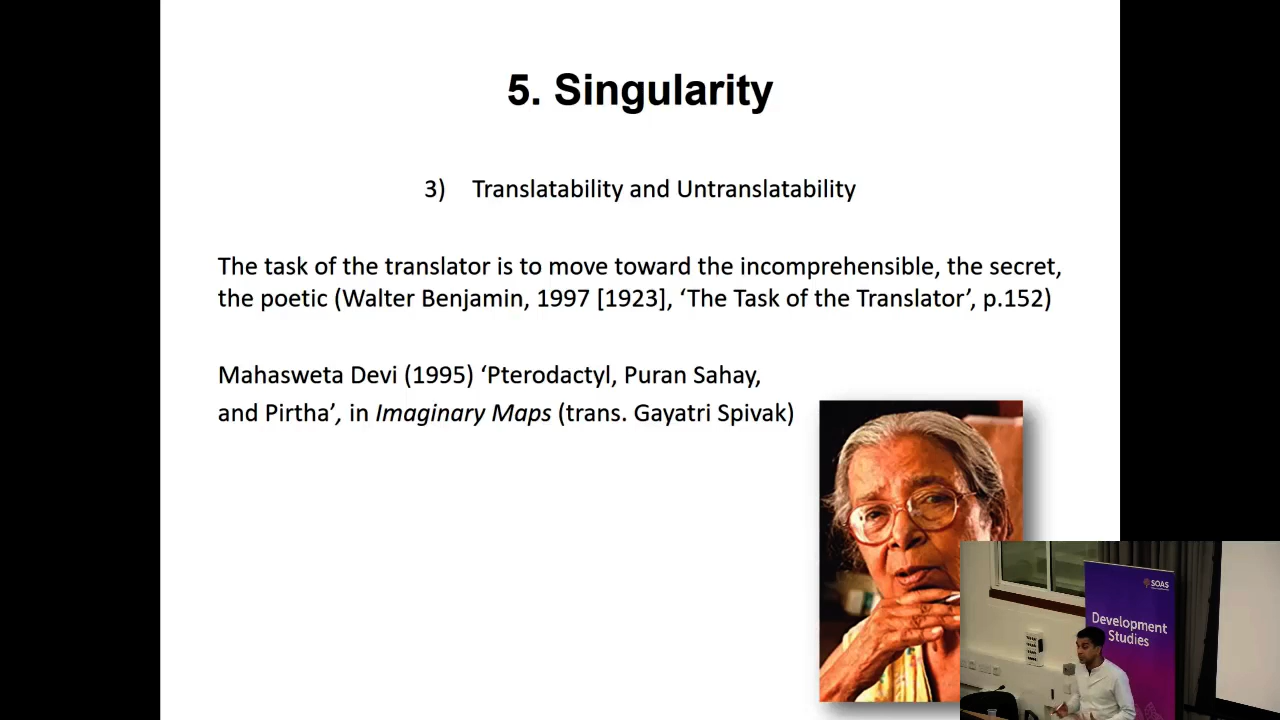 5. Singularity
3) Translatability and Untranslatability
The task of the translator is to move toward the incomprehensible, the secret,
the poetic (Walter Benjamin, 1997 [1923], ‘The Task of the Translator’, p.152)
Mahasweta Devi (1995) ‘Pterodactyl, Puran Sahay,
and Pirtha’, in Imaginary Maps (trans. Gayatri Spivak)
SOAS
Development
Studies